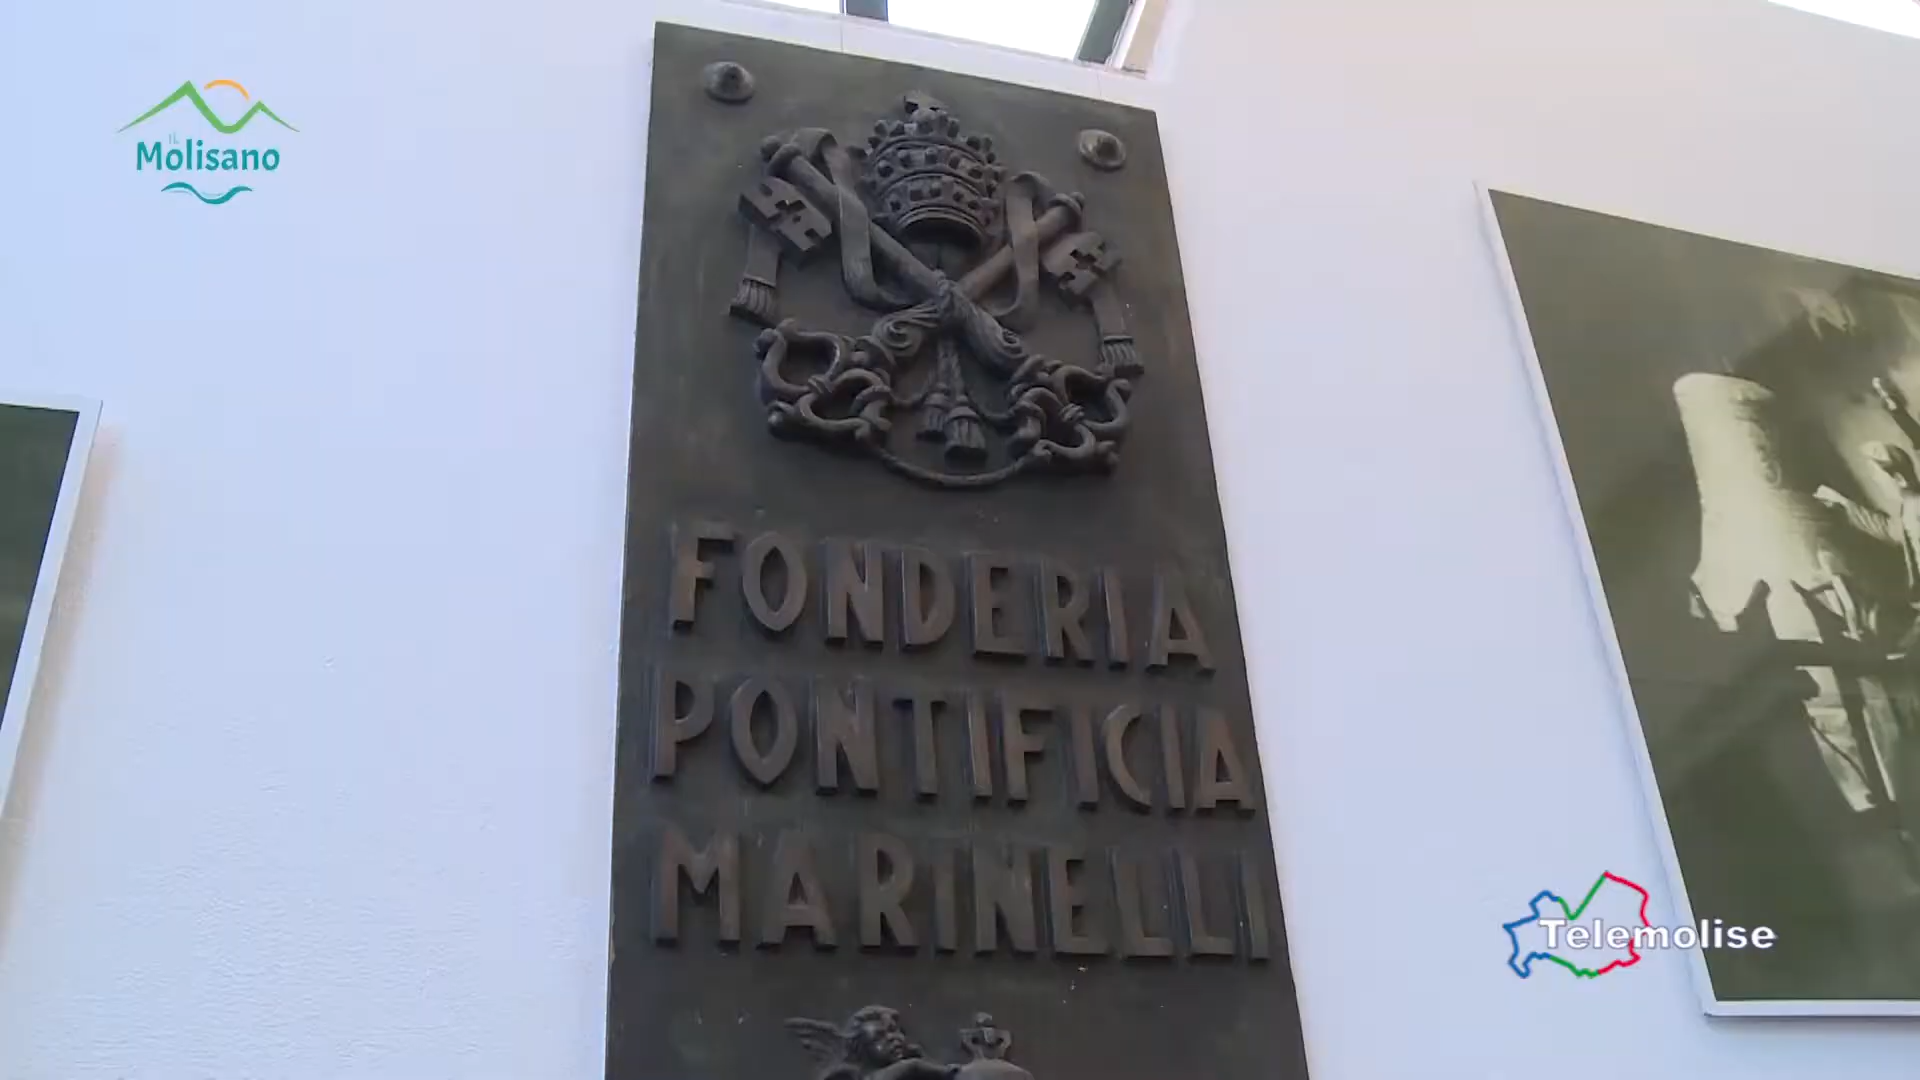 IL
Molisano
FONDERIA
PONTIFICIA
MARINELLI
Telemolise